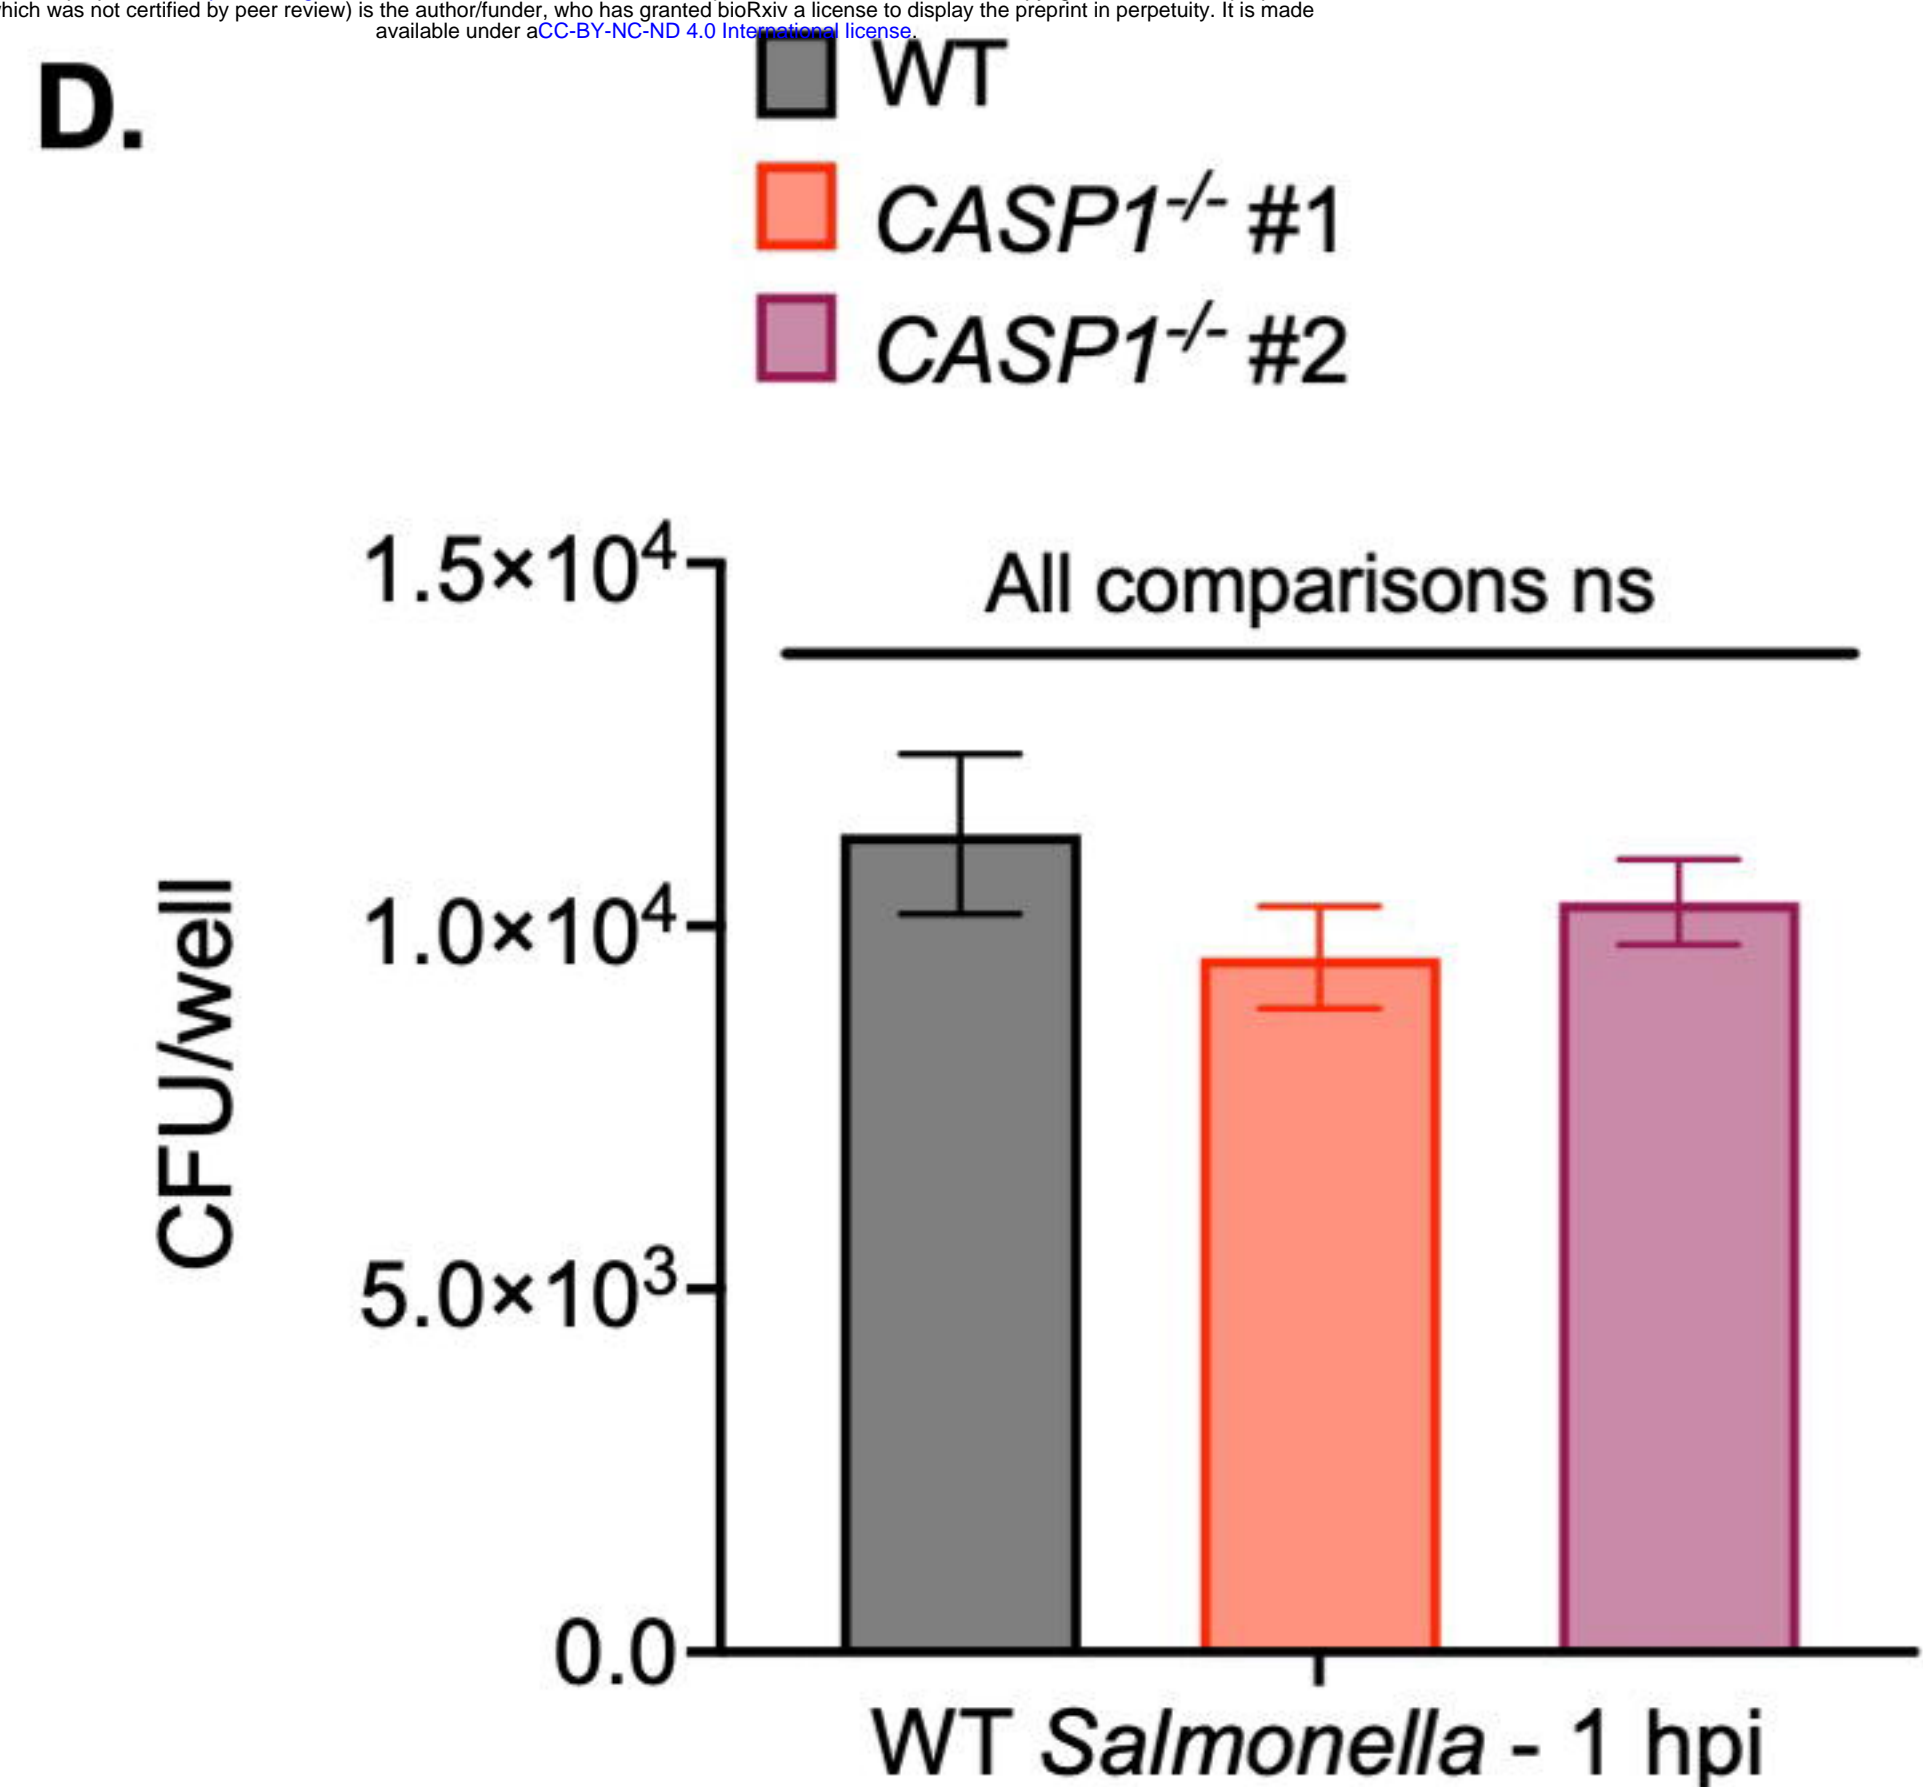 which was not certified by peer review) is the author/funder, who has granted bioRxiv a license to display the preprint in perpetuity. It is made
available under aCC-BY-NC-ND 4.0 International license.
D.
WT
CASP1-/- #1
CASP1-/- #2
All comparisons ns
1.5×10⁴
1.0×10⁴
5.0×10³
0.0
CFU/well
WT Salmonella - 1 hpi